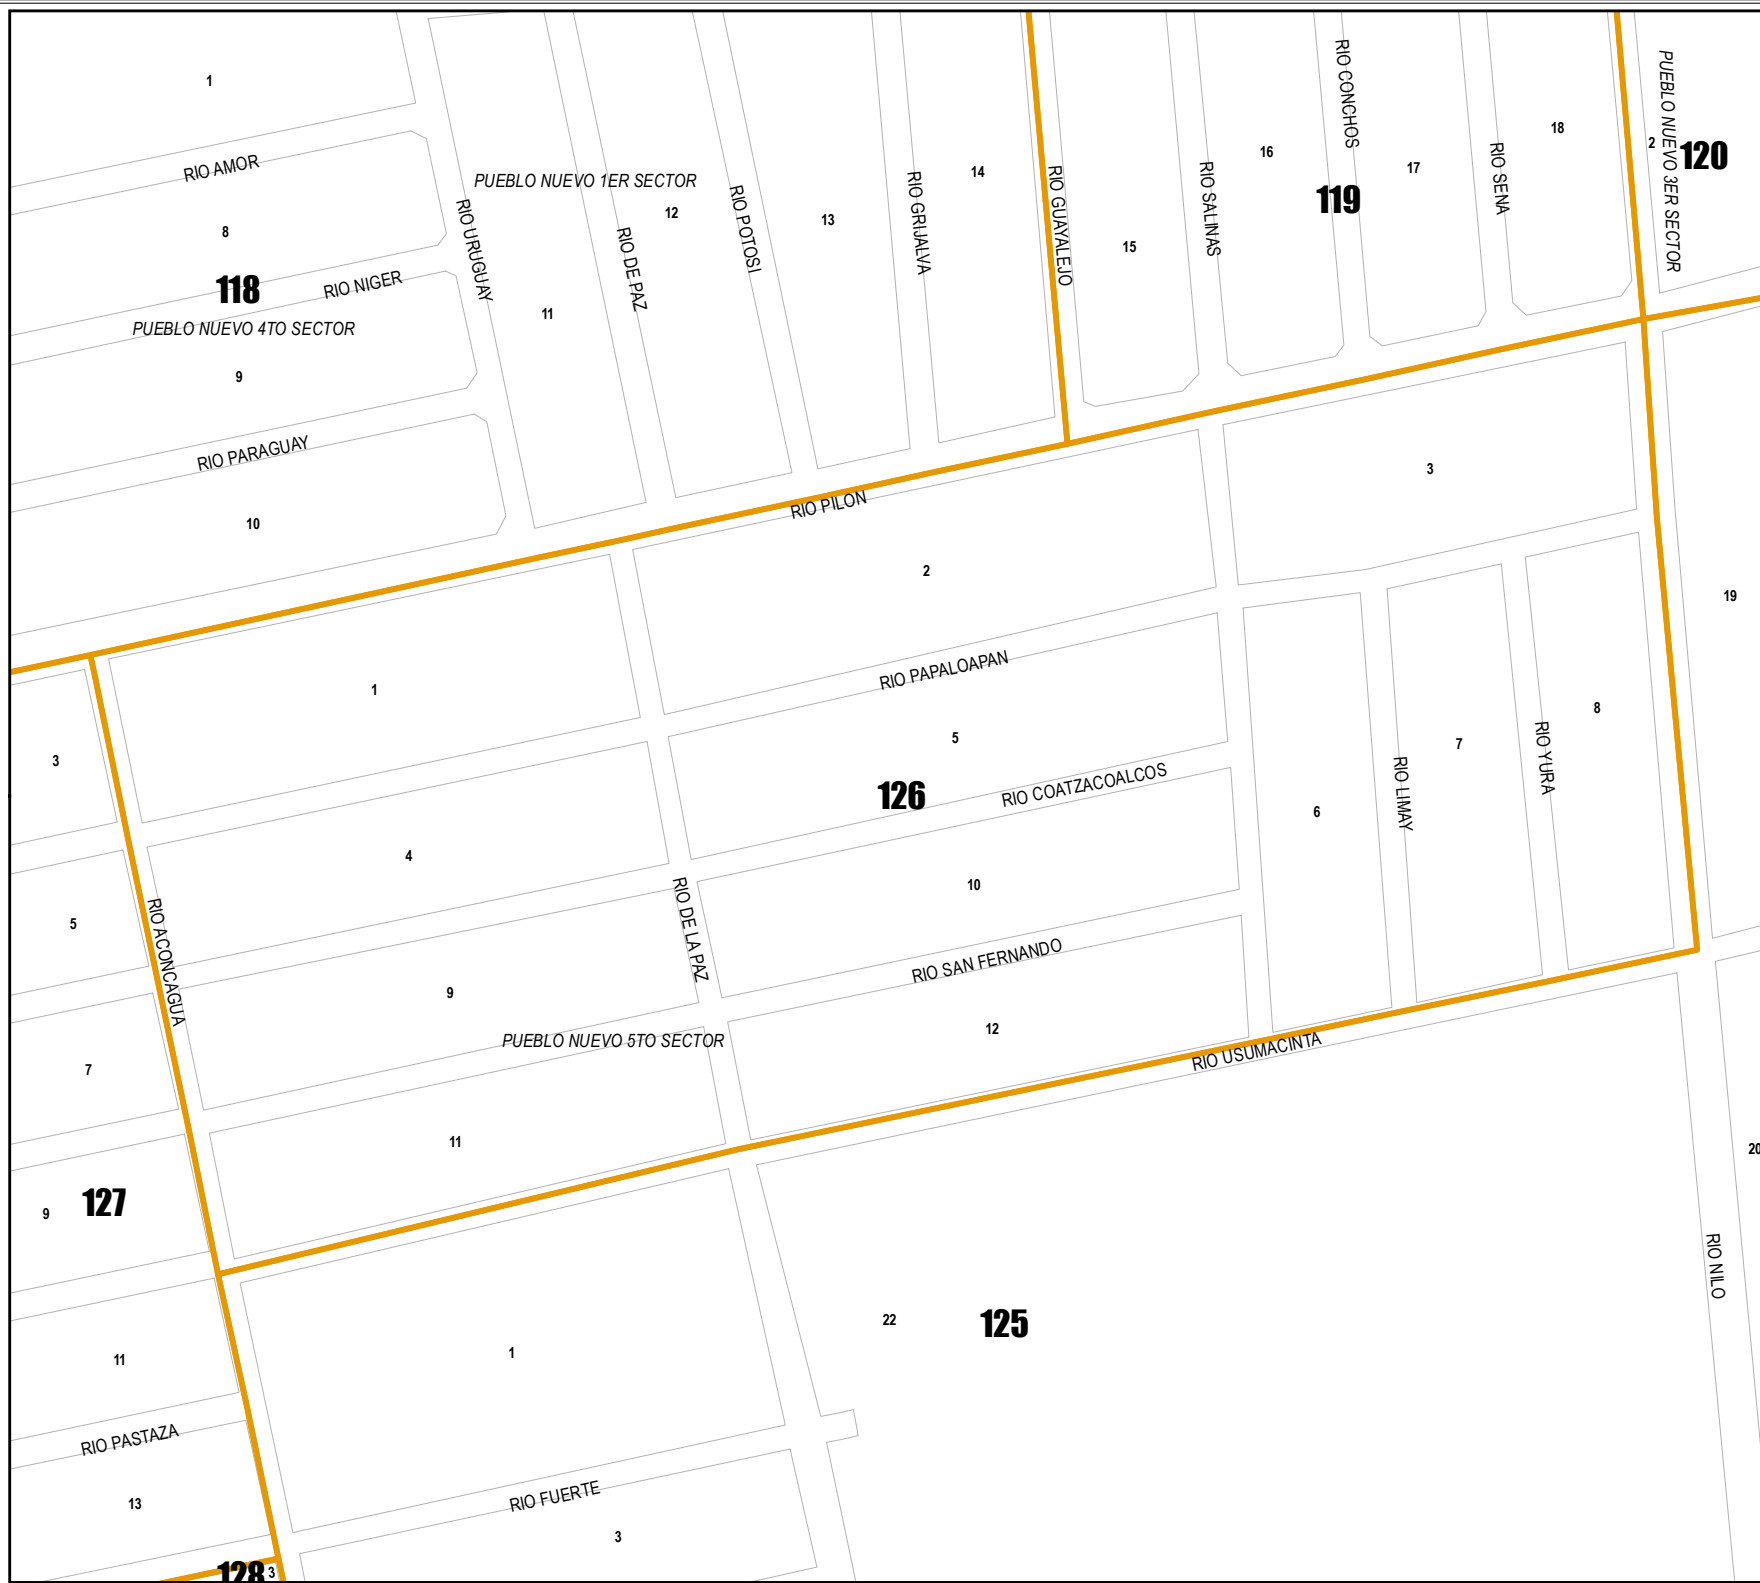 1
RIO AMOR
8
118
RIO NIGER
PUEBLO NUEVO 4TO SECTOR
9
RIO PARAGUAY
10
PUEBLO NUEVO 1ER SECTOR
RIO URUGUAY
11
RIO DE PAZ
12
RIO POTOSI
13
RIO GRIJALVA
14
RIO GUAYALEJO
15
RIO SALINAS
16
119
RIO CONCHOS
17
RIO SENA
18
2
PUEBLO NUEVO 3ER SECTOR
120
RIO PILON
3
2
19
1
RIO PAPALOAPAN
3
5
126
RIO COATZACOALCOS
6
RIO LIMAY
7
RIO YURA
8
4
10
RIO DE LA PAZ
5
RIO ACONCAGUA
9
RIO SAN FERNANDO
12
PUEBLO NUEVO 5TO SECTOR
RIO USUMACINTA
7
11
20
127
9
RIO NILO
22
125
11
1
RIO PASTAZA
13
RIO FUERTE
3
128
3